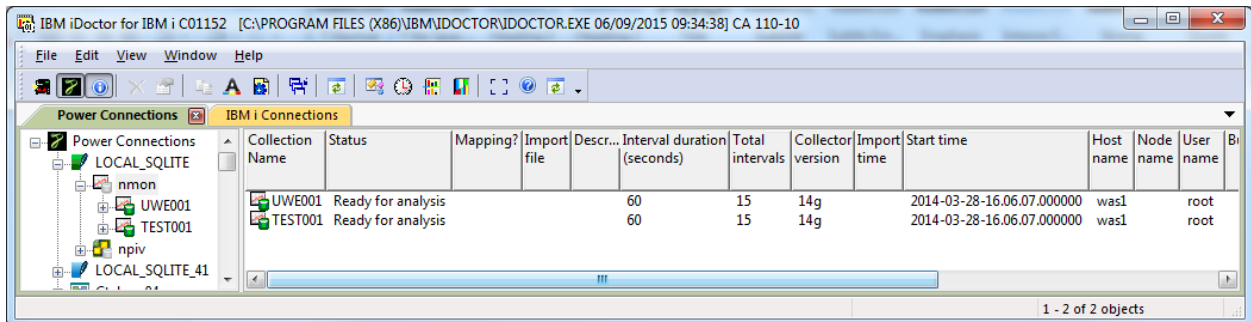 IBM iDoctor for IBM i C01152 [C:\PROGRAM FILES (X86)\IBM\IDOCTOR\IDOCTOR.EXE 06/09/2015 09:34:38] CA 110-10
File Edit View Window Help
Power Connections IBM i Connections
Power Connections
LOCAL_SQLITE
nmon
UWE001
TEST001
npiv
LOCAL_SQLITE_41
Collection Status Mapping? Import Descr... Interval duration Total Collector Import Start time Host Node User
Name file (seconds) intervals version time name name name
UWE001 Ready for analysis 60 15 14g 2014-03-28-16.06.07.000000 was1 root
TEST001 Ready for analysis 60 15 14g 2014-03-28-16.06.07.000000 was1 root
1 - 2 of 2 objects